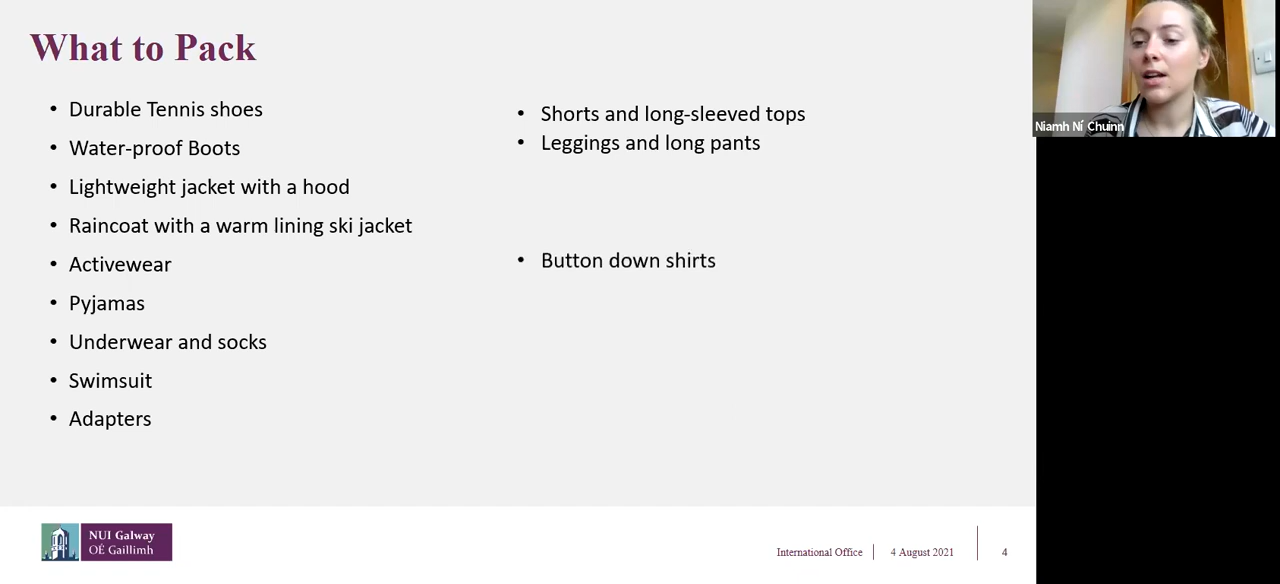 What to Pack
• Durable Tennis shoes
• Water-proof Boots
• Lightweight jacket with a hood
• Raincoat with a warm lining ski jacket
• Activewear
• Pyjamas
• Underwear and socks
• Swimsuit
• Adapters
• Shorts and long-sleeved tops
• Leggings and long pants
• Button down shirts
Niamh Ní Chuinn
NUI Galway
OÉ Gaillimh
International Office
4 August 2021
4